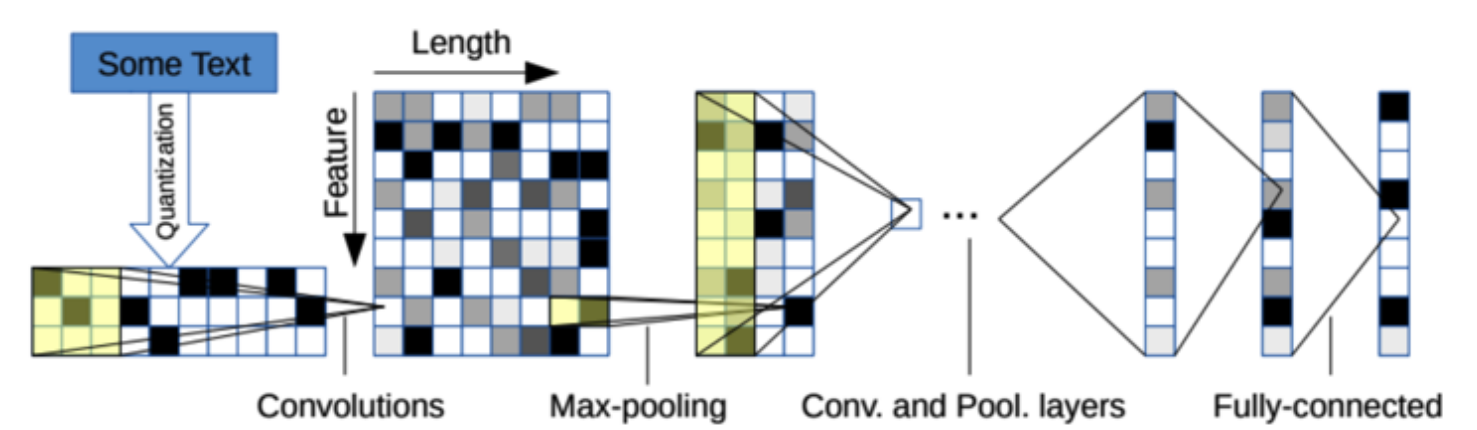 Some Text
Quantization
Length
Feature
...
Convolutions
Max-pooling
Conv. and Pool. layers
Fully-connected